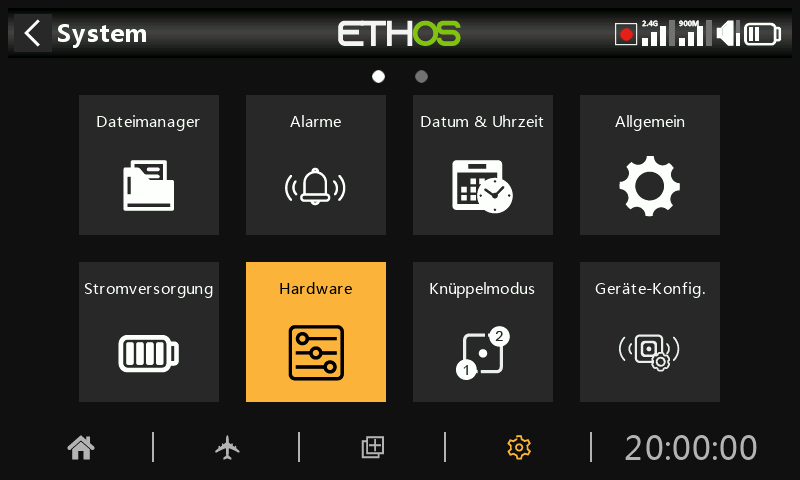 System
ETHOS
2.4G
900M
Dateimanager
Alarme
Datum & Uhrzeit
Allgemein
Stromversorgung
Hardware
Knüppelmodus
Geräte-Konfig.
1
2
20:00:00